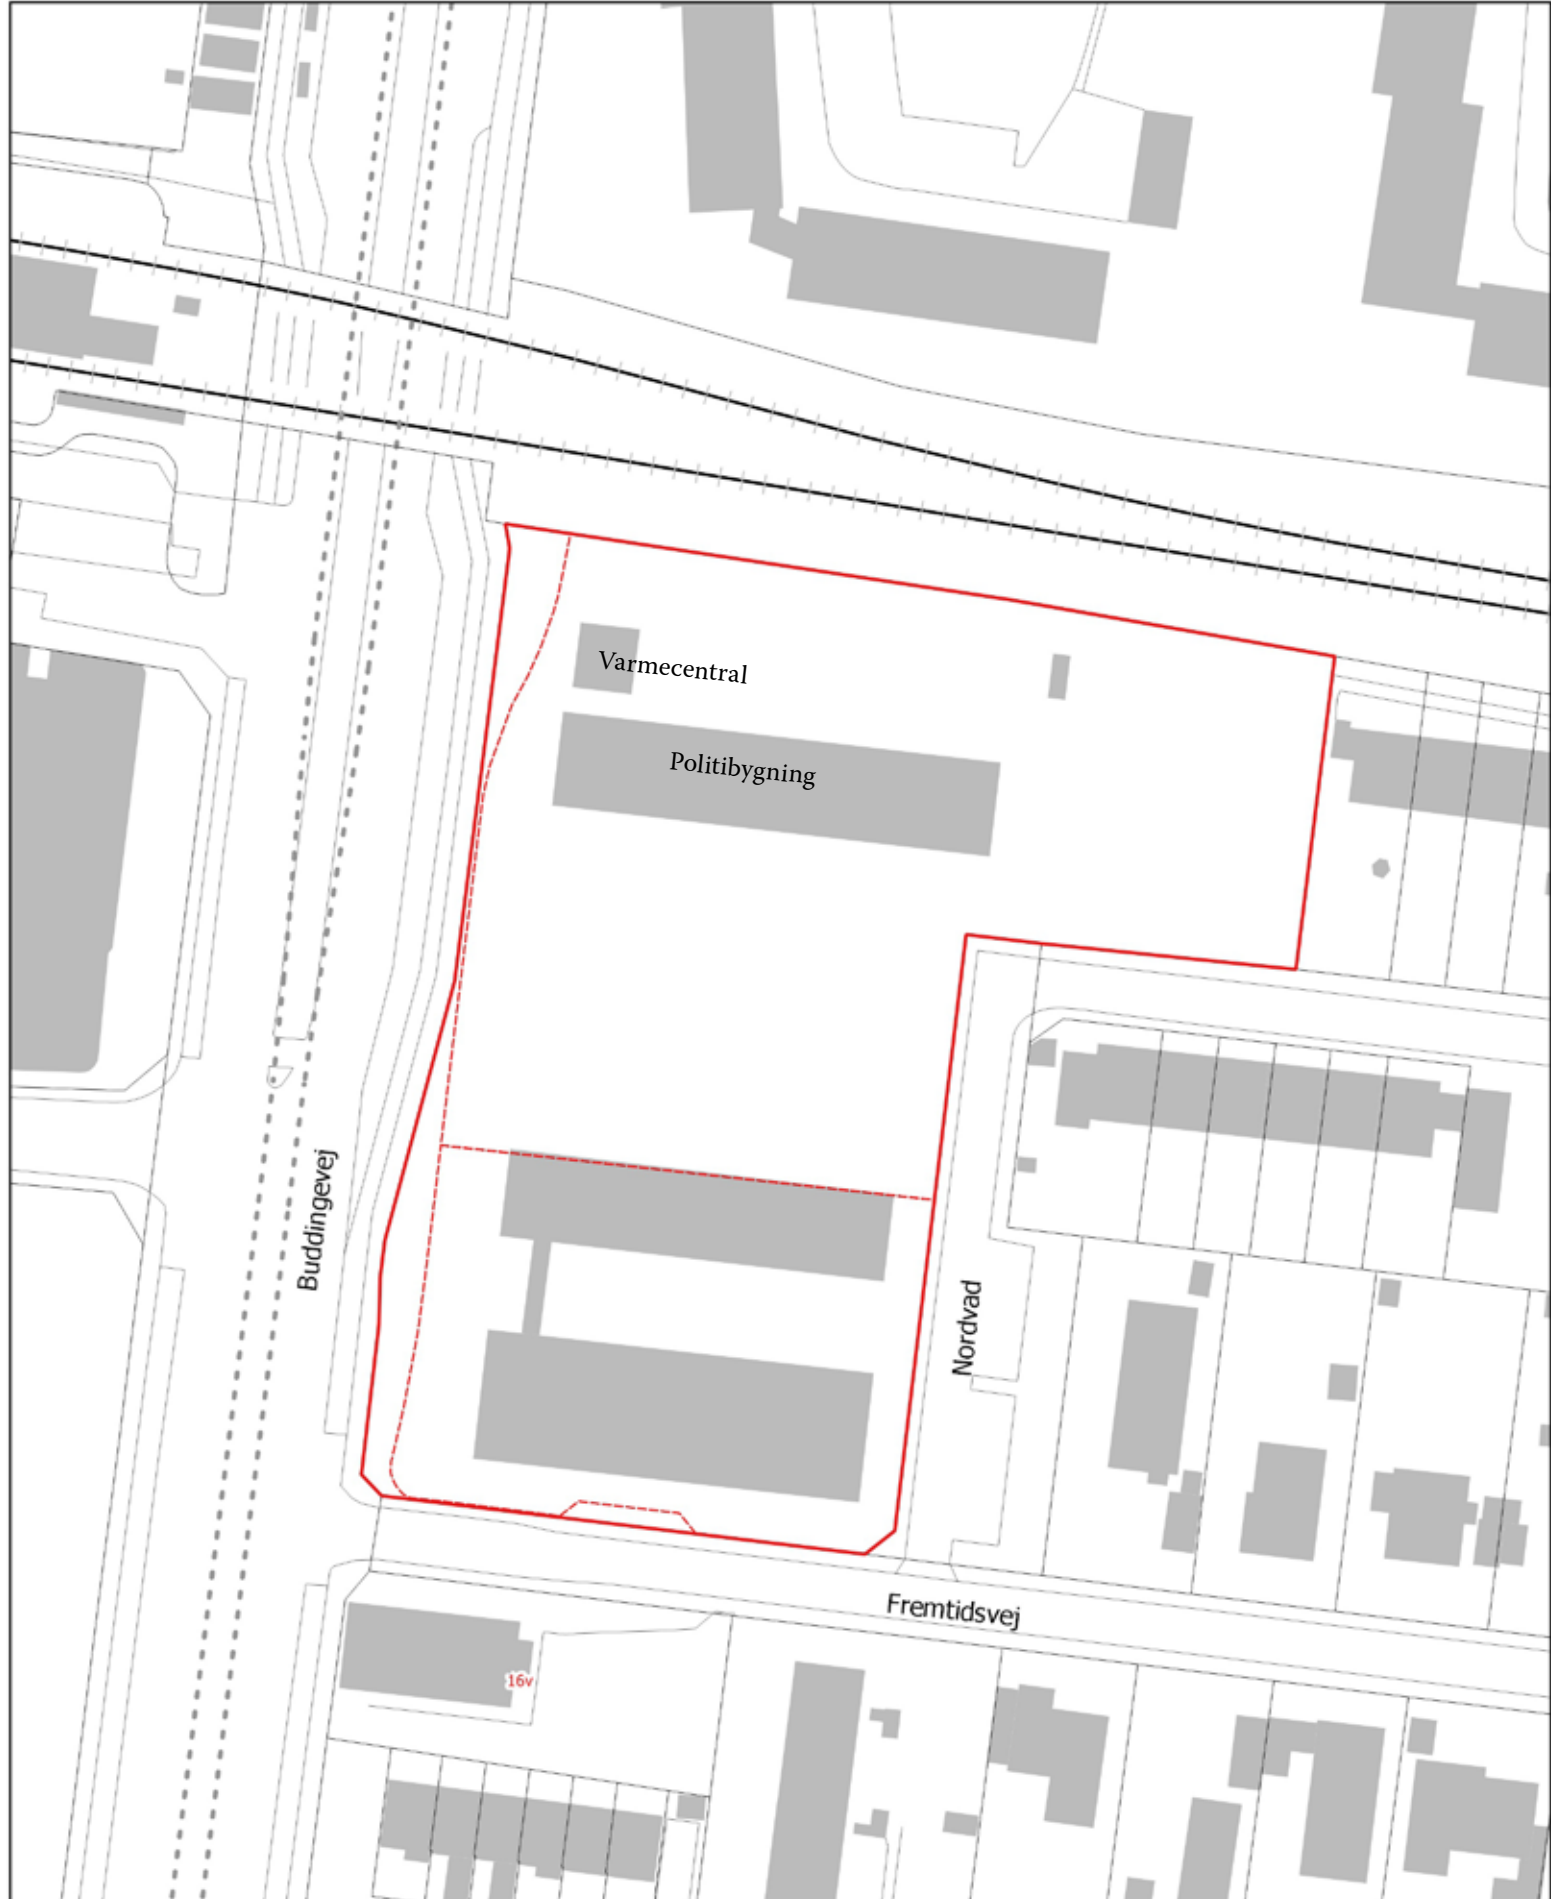 Varmecentral
Politibygning
Buddingevej
Nordvad
Fremtidsvej
16v